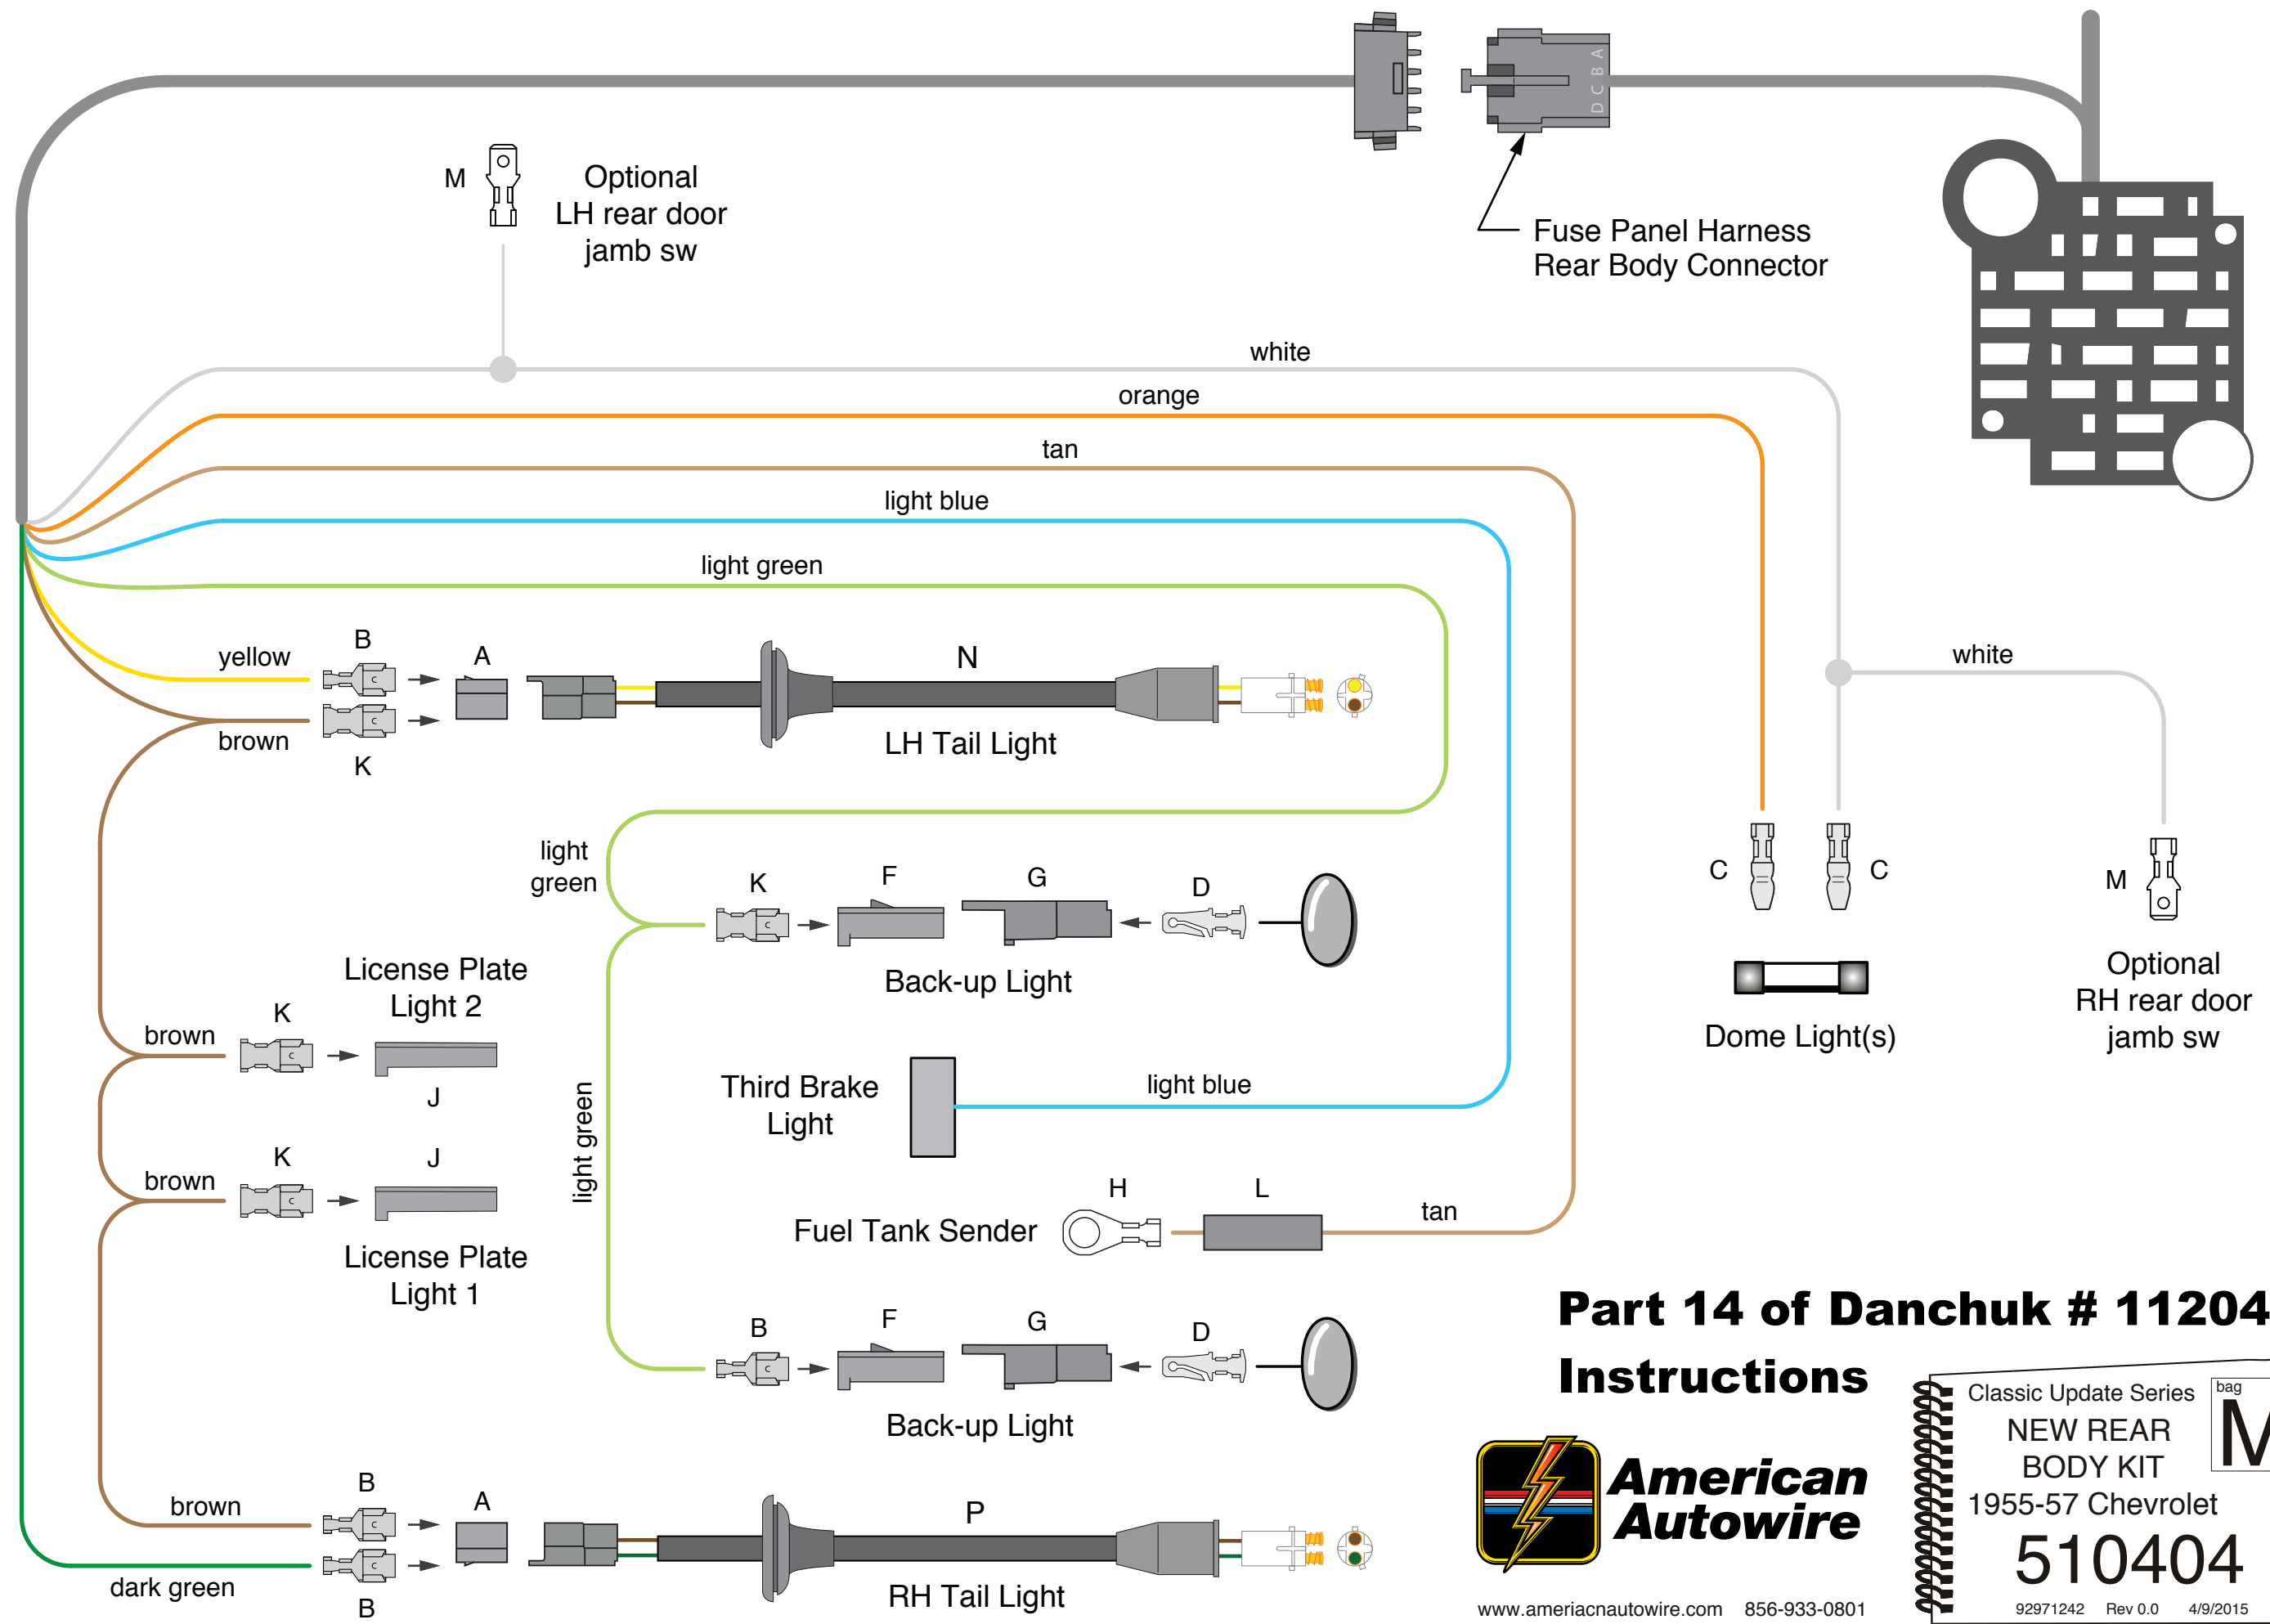 D C B A
M
Optional
LH rear door
jamb sw
Fuse Panel Harness
Rear Body Connector
white
orange
tan
light blue
light green
yellow
B
A
N
brown
K
LH Tail Light
white
light
green
K
F
G
D
Back-up Light
C
C
M
Optional
RH rear door
jamb sw
Dome Light(s)
License Plate
Light 2
brown
K
J
Third Brake
Light
light blue
light green
brown
K
J
License Plate
Light 1
Fuel Tank Sender
H
L
tan
B
F
G
D
Back-up Light
Part 14 of Danchuk # 11204
Instructions
brown
B
A
P
dark green
B
RH Tail Light
American
Autowire
www.ameriacnautowire.com 856-933-0801
Classic Update Series
bag
M
NEW REAR
BODY KIT
1955-57 Chevrolet
510404
92971242 Rev 0.0 4/9/2015